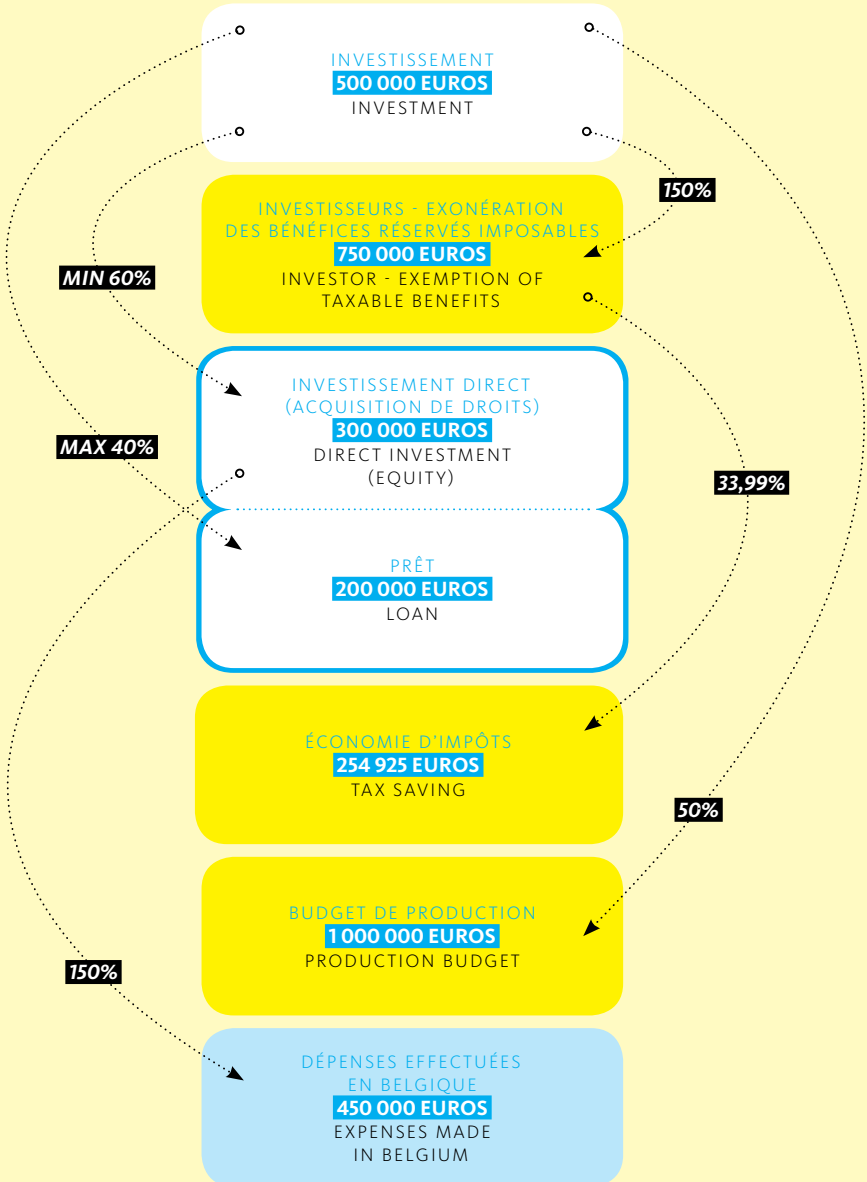 INVESTISSEMENT
500 000 EUROS
INVESTMENT
150%
INVESTISSEURS - EXONÉRATION
DES BÉNÉFICES RÉSERVÉS IMPOSABLES
750 000 EUROS
INVESTOR - EXEMPTION OF
TAXABLE BENEFITS
MIN 60%
INVESTISSEMENT DIRECT
(ACQUISITION DE DROITS)
300 000 EUROS
DIRECT INVESTMENT
(EQUITY)
MAX 40%
33,99%
PRÊT
200 000 EUROS
LOAN
ÉCONOMIE D'IMPÔTS
254 925 EUROS
TAX SAVING
50%
BUDGET DE PRODUCTION
1 000 000 EUROS
PRODUCTION BUDGET
150%
DÉPENSES EFFECTUÉES
EN BELGIQUE
450 000 EUROS
EXPENSES MADE
IN BELGIUM